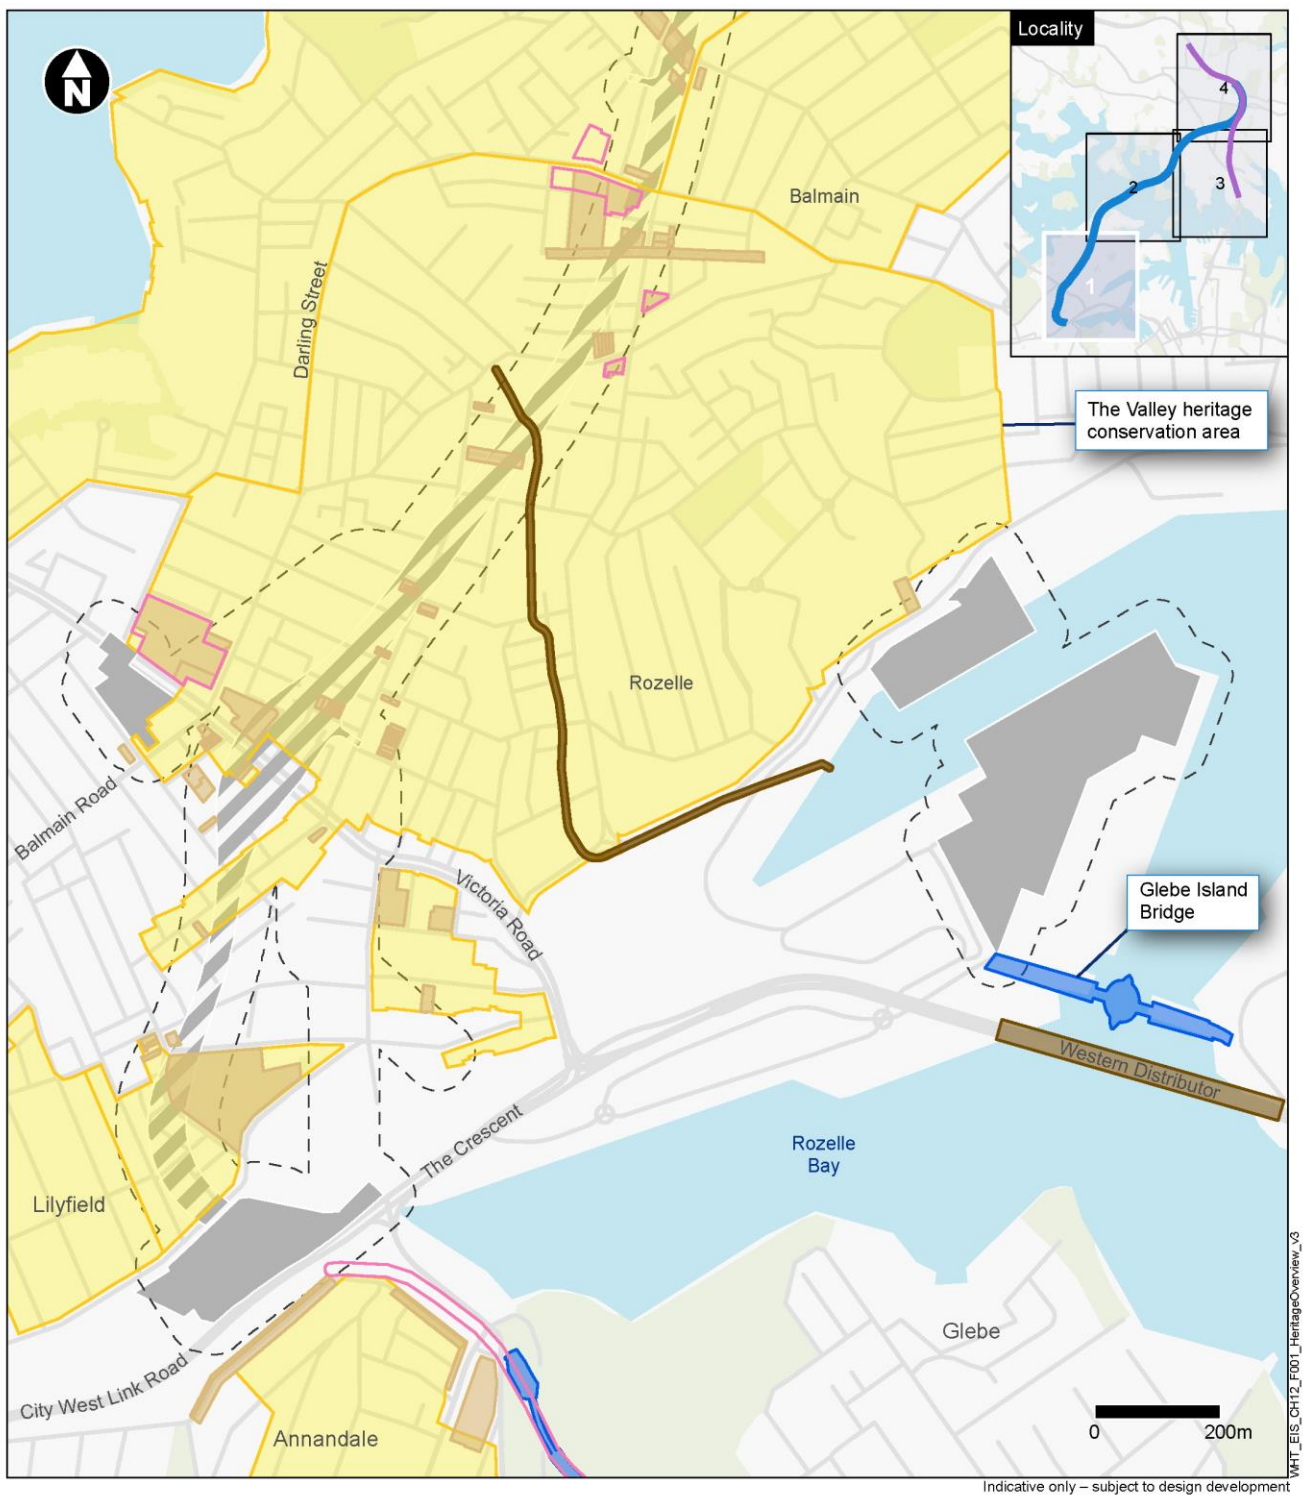 N
Locality
4
2
3
1
Balmain
Darling Street
The Valley heritage
conservation area
Rozelle
Balmain Road
Victoria Road
Glebe Island
Bridge
Western Distributor
The Crescent
Rozelle
Bay
Lilyfield
Glebe
City West Link Road
Annandale
0 200m
WHT_EIS_CH12_F001_HeritageOverview_v3
Indicative only – subject to design development